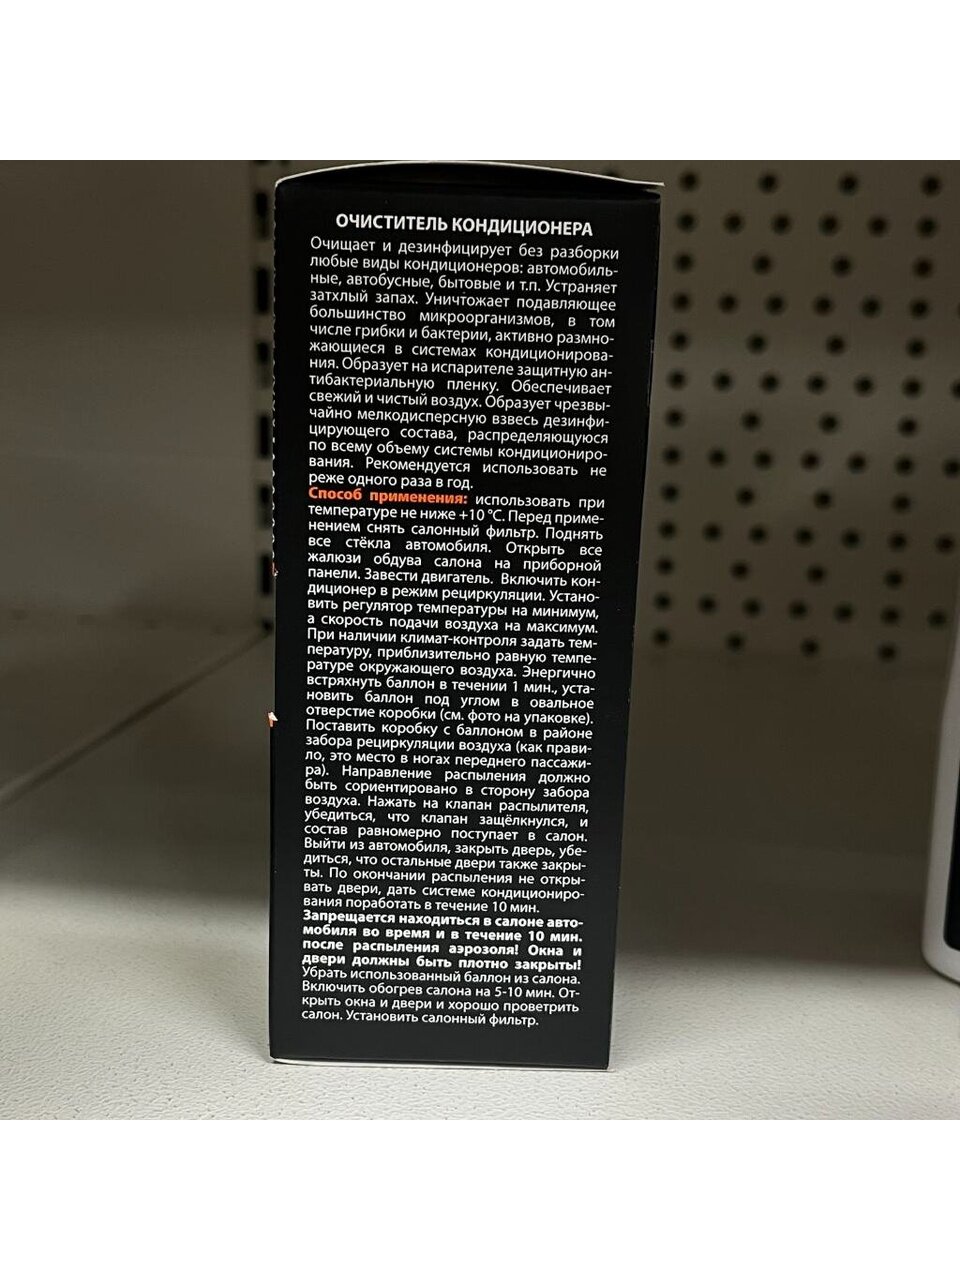 ОЧИСТИТЕЛЬ КОНДИЦИОНЕРА
Очищает и дезинфицирует без разборки
любые виды кондиционеров: автомобиль-
ные, автобусные, бытовые и т.п. Устраняет
затхлый запах. Уничтожает подавляющее
большинство микроорганизмов, в том
числе грибки и бактерии, активно размно-
жающиеся в системах кондиционирова-
ния. Образует на испарителе защитную ан-
тибактериальную пленку. Обеспечивает
свежий и чистый воздух. Образует чрезвы-
чайно мелкодисперсную взвесь дезинфи-
цирующего состава, распределяющуюся
по всему объему системы кондициониро-
вания. Рекомендуется использовать не
реже одного раза в год.
Способ применения: использовать при
температуре не ниже +10 °С. Перед приме-
нением снять салонный фильтр. Поднять
все стёкла автомобиля. Открыть все
жалюзи обдува салона на приборной
панели. Завести двигатель. Включить кон-
диционер в режим рециркуляции. Устано-
вить регулятор температуры на минимум,
а скорость подачи воздуха на максимум.
При наличии климат-контроля задать тем-
пературу, приблизительно равную темпе-
ратуре окружающего воздуха. Энергично
встряхнуть баллон в течении 1 мин., уста-
новить баллон под углом в овальное
отверстие коробки (см. фото на упаковке).
Поставить коробку с баллоном в районе
забора рециркуляции воздуха (как прави-
ло, это место в ногах переднего пассажи-
ра). Направление распыления должно
быть сориентировано в сторону забора
воздуха. Нажать на клапан распылителя,
убедиться, что клапан защёлкнулся, и
состав равномерно поступает в салон.
Выйти из автомобиля, закрыть дверь, убе-
диться, что остальные двери также закры-
ты. По окончании распыления не откры-
вать двери, дать системе кондициониро-
вания поработать в течение 10 мин.
Запрещается находиться в салоне авто-
мобиля во время и в течение 10 мин.
после распыления аэрозоля! Окна и
двери должны быть плотно закрыты!
Убрать использованный баллон из салона.
Включить обогрев салона на 5-10 мин. От-
крыть окна и двери и хорошо проветрить
салон. Установить салонный фильтр.